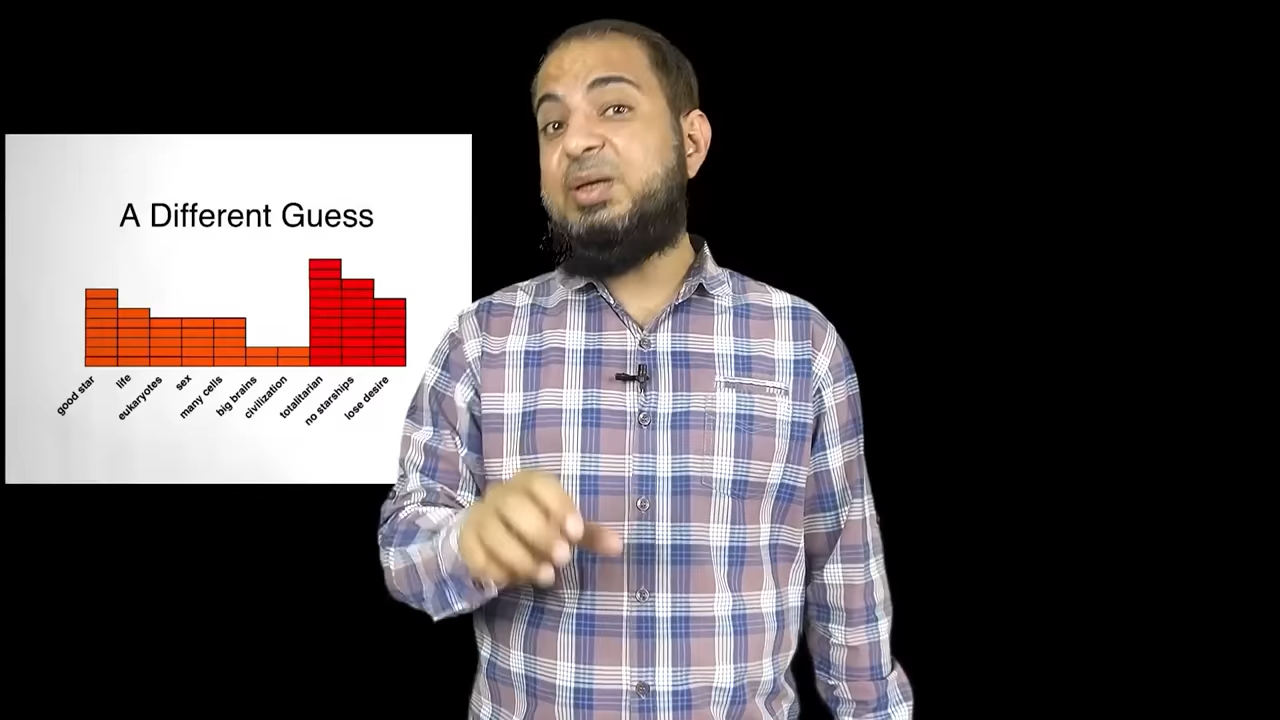 A Different Guess
good star
life
eukaryotes
sex
many cells
big brains
civilization
totalitarian
no starships
lose desire